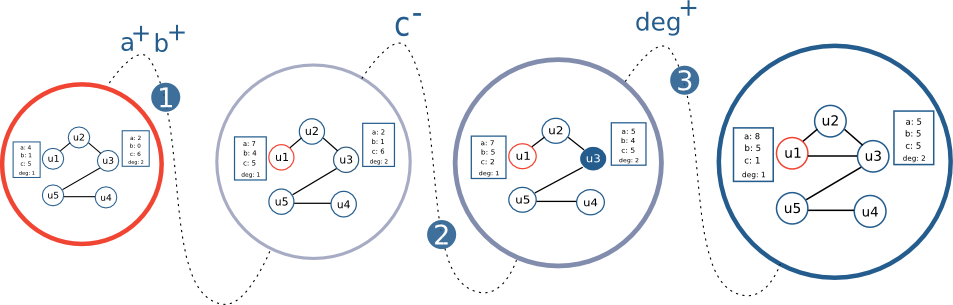 a+ b+
1
c-
2
deg+
3
a: 4
b: 1
c: 5
deg: 1
u1
u2
u3
u5
u4
a: 2
b: 0
c: 6
deg: 2
a: 7
b: 4
c: 5
deg: 1
u1
u2
u3
u5
u4
a: 2
b: 1
c: 6
deg: 2
a: 7
b: 5
c: 2
deg: 1
u1
u2
u3
u5
u4
a: 5
b: 4
c: 5
deg: 2
a: 8
b: 5
c: 1
deg: 1
u1
u2
u3
u5
u4
a: 5
b: 5
c: 5
deg: 2